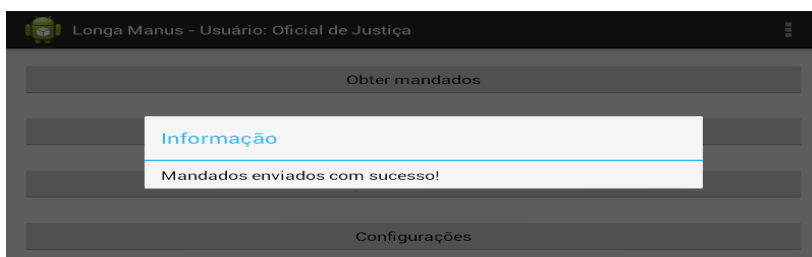 Longa Manus - Usuário: Oficial de Justiça
Obter mandados
Informação
Mandados enviados com sucesso!
Configurações